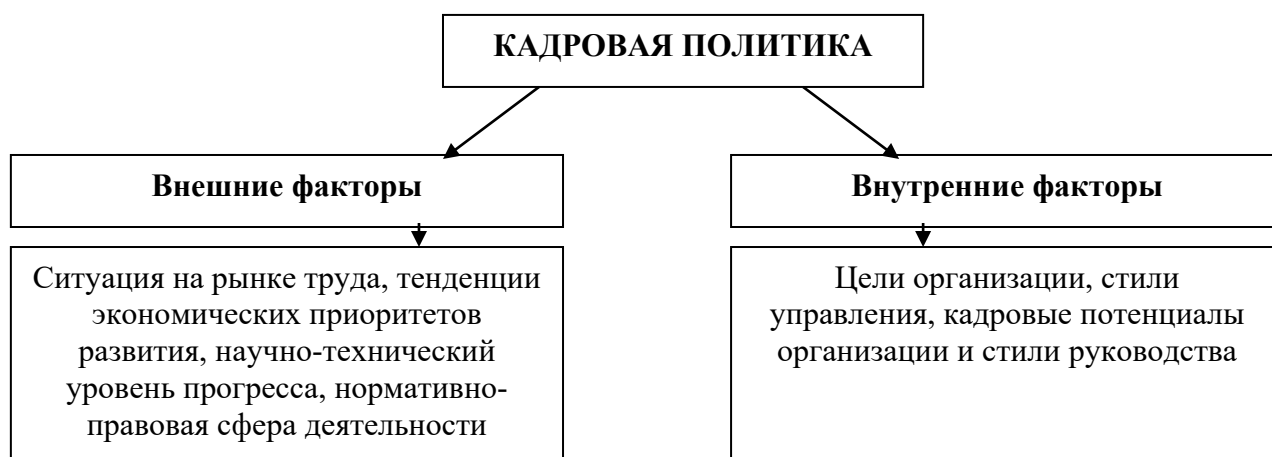 КАДРОВАЯ ПОЛИТИКА
Внешние факторы
Ситуация на рынке труда, тенденции
экономических приоритетов
развития, научно-технический
уровень прогресса, нормативно-
правовая сфера деятельности
Внутренние факторы
Цели организации, стили
управления, кадровые потенциалы
организации и стили руководства